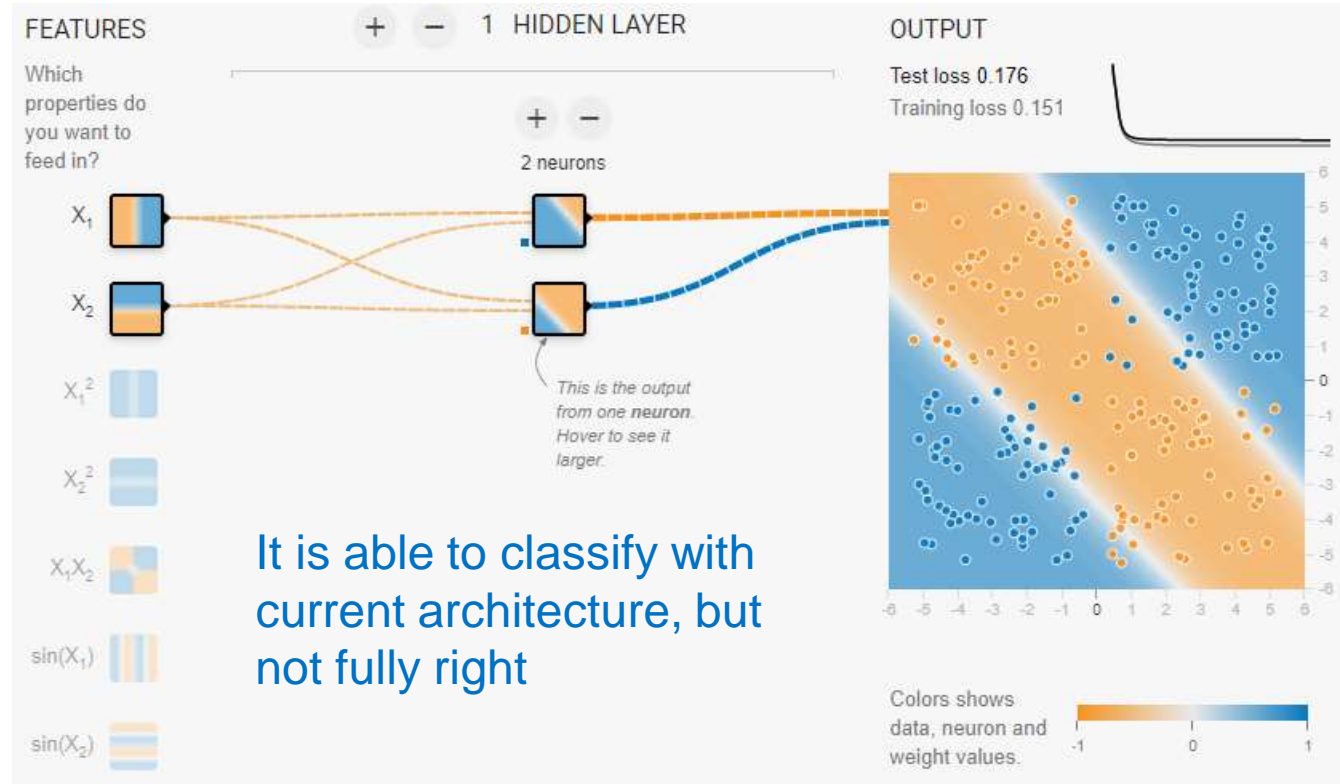 FEATURES
Which
properties do
you want to
feed in?
X₁
X₂
X₁²
X₂²
X₁X₂
sin(X₁)
sin(X₂)
+ − 1 HIDDEN LAYER
+ −
2 neurons
This is the output
from one neuron.
Hover to see it
larger.
It is able to classify with
current architecture, but
not fully right
OUTPUT
Test loss 0.176
Training loss 0.151
6
5
4
3
2
1
0
-1
-2
-3
-4
-5
-6
-6 -5 -4 -3 -2 -1 0 1 2 3 4 5 6
Colors shows
data, neuron and
weight values.
-1 0 1